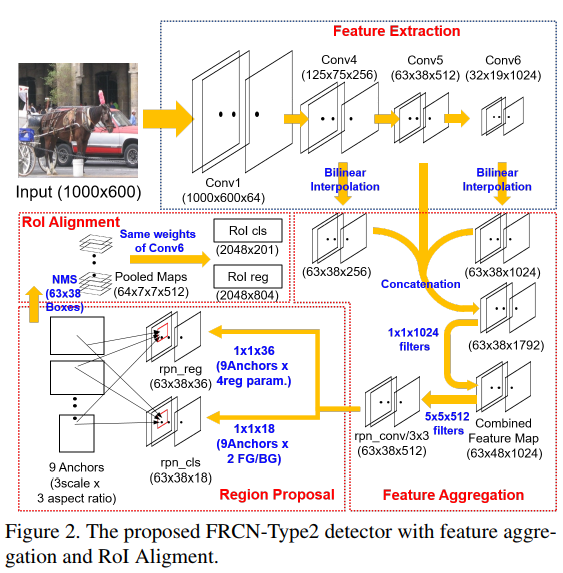 Feature Extraction
Conv4
(125x75x256)
Conv5
(63x38x512)
Conv6
(32x19x1024)
Input (1000x600)
Conv1
(1000x600x64)
Bilinear
Interpolation
Bilinear
Interpolation
RoI Alignment
Same weights
of Conv6
RoI cls
(2048x201)
RoI reg
(2048x804)
NMS
(63x38
Boxes)
Pooled Maps
(64x7x7x512)
(63x38x256)
Concatenation
(63x38x1024)
(63x38x1792)
1x1x1024
filters
rpn_reg
(63x38x36)
1x1x36
(9Anchors x
4reg param.)
1x1x18
(9Anchors x
2 FG/BG)
rpn_cls
(63x38x18)
9 Anchors
(3scale x
3 aspect ratio)
rpn_conv/3x3
(63x38x512)
5x5x512
filters
Combined
Feature Map
(63x48x1024)
Region Proposal
Feature Aggregation
Figure 2. The proposed FRCN-Type2 detector with feature aggre-
gation and RoI Aligment.